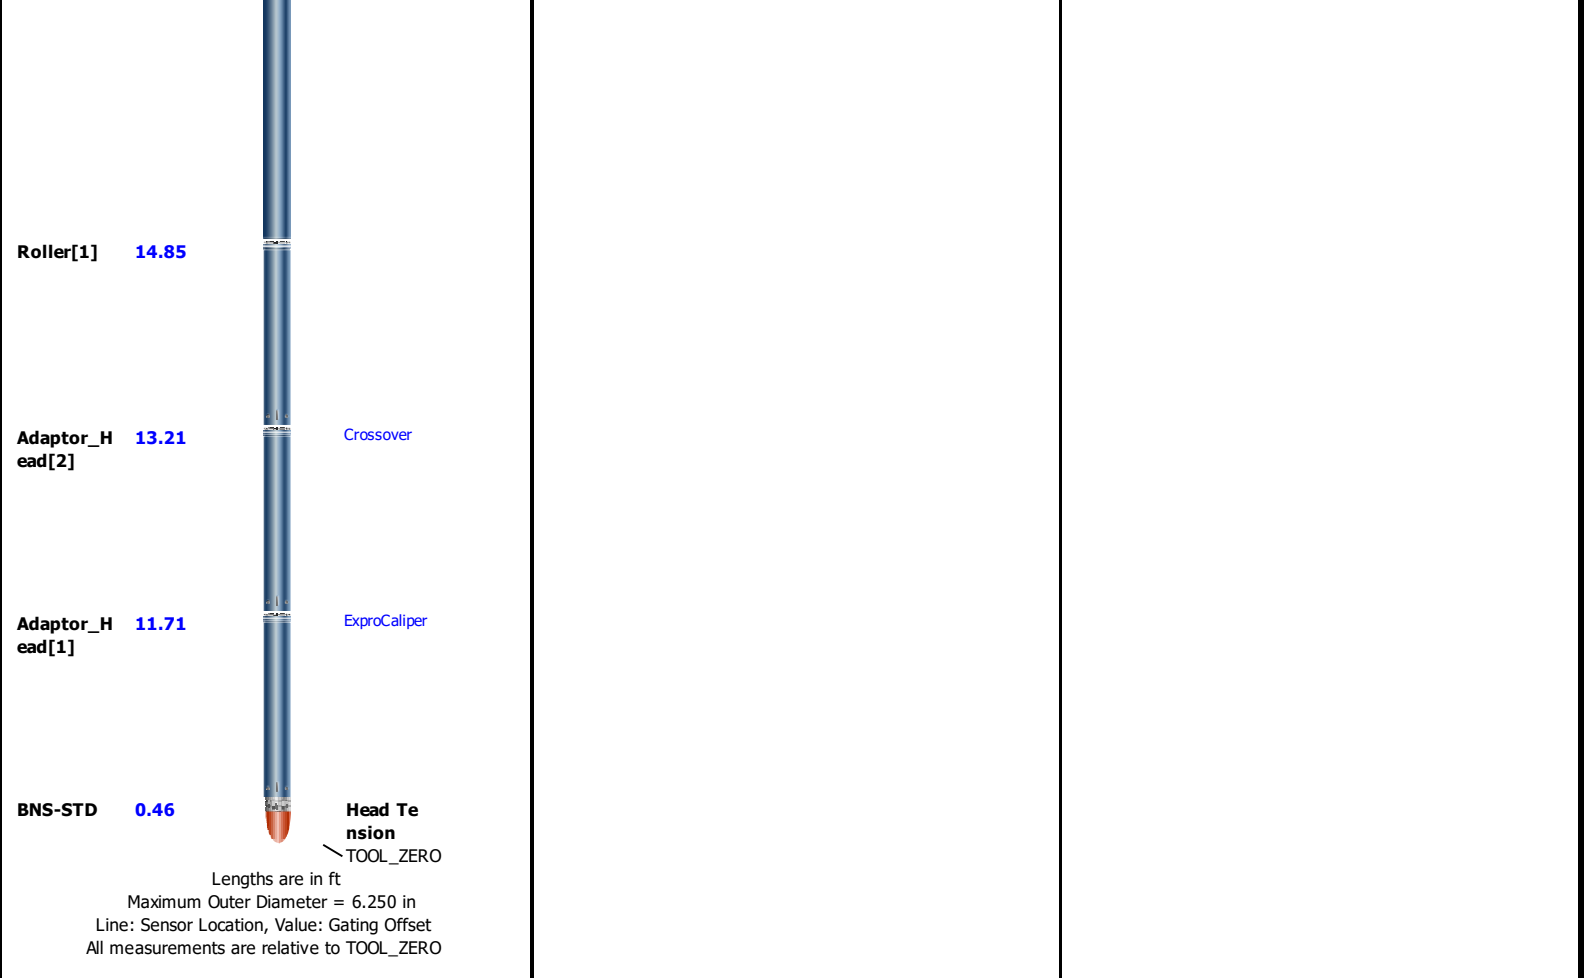 Roller[1] 14.85
Adaptor_H 13.21 Crossover
ead[2]
Adaptor_H 11.71 ExproCaliper
ead[1]
BNS-STD 0.46 Head Te
nsion
TOOL_ZERO
Lengths are in ft
Maximum Outer Diameter = 6.250 in
Line: Sensor Location, Value: Gating Offset
All measurements are relative to TOOL_ZERO